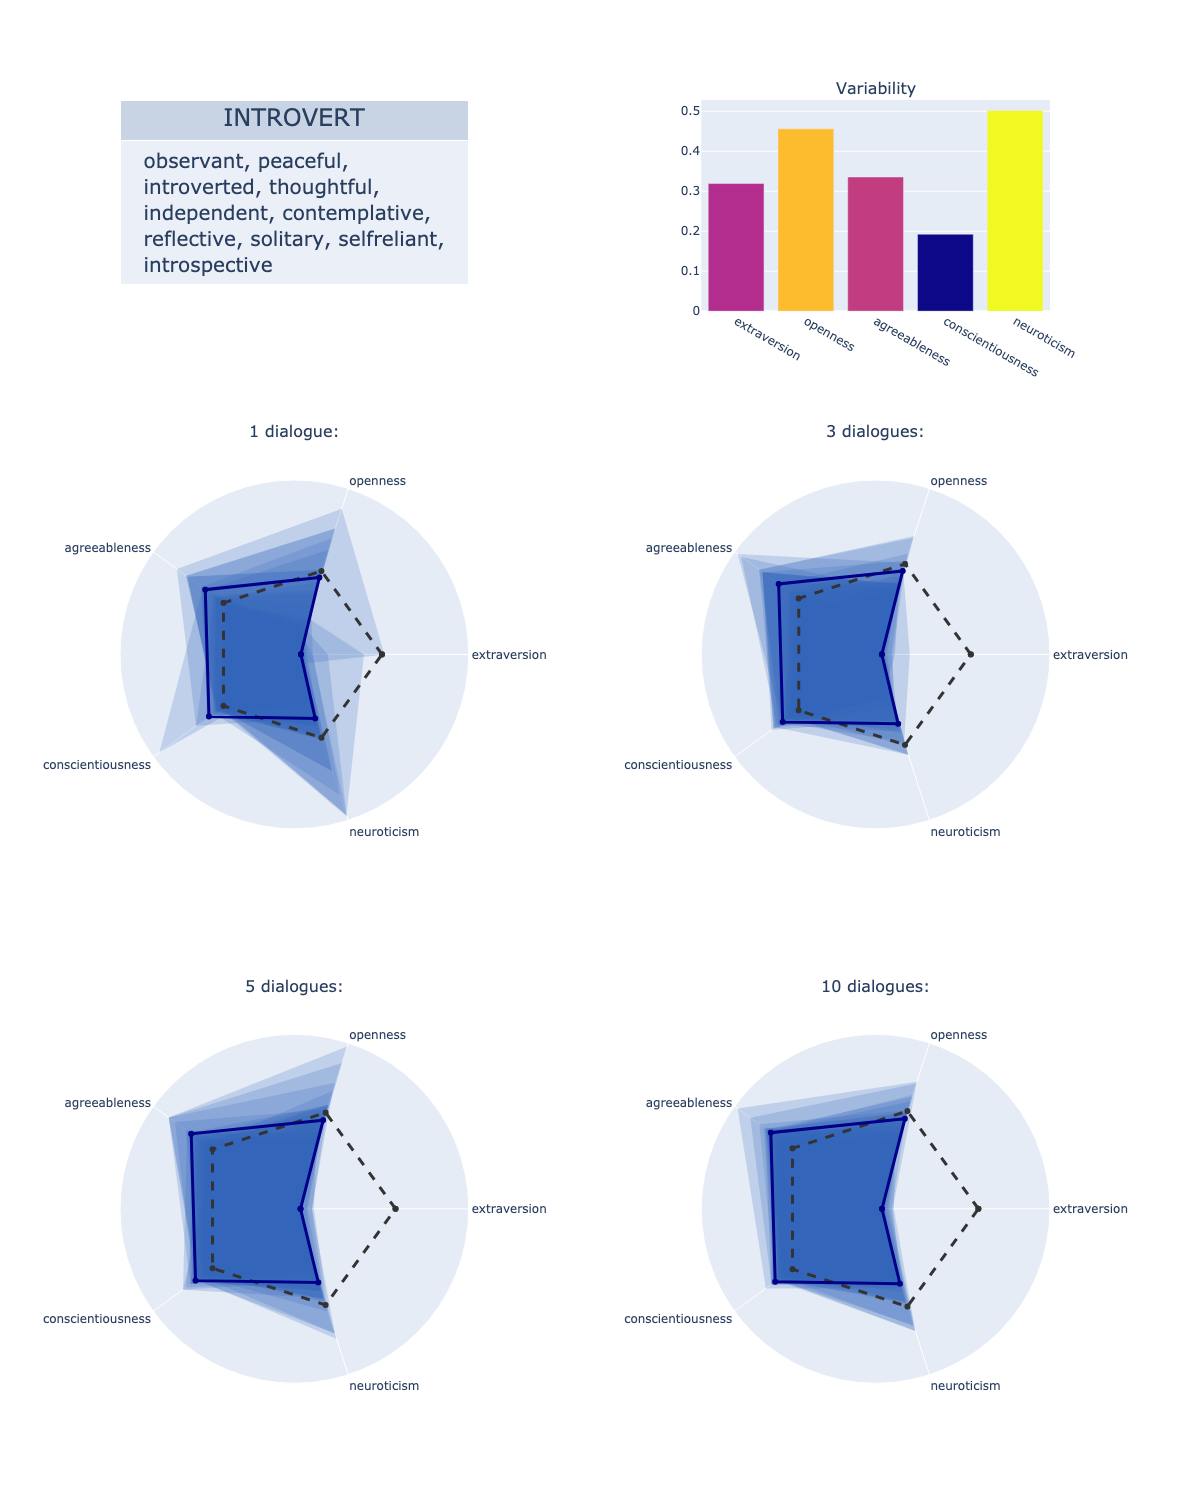 INTROVERT
observant, peaceful,
introverted, thoughtful,
independent, contemplative,
reflective, solitary, selfreliant,
introspective
Variability
0.5
0.4
0.3
0.2
0.1
0
extraversion
openness
agreeableness
conscientiousness
neuroticism
1 dialogue:
openness
agreeableness
extraversion
conscientiousness
neuroticism
3 dialogues:
openness
agreeableness
extraversion
conscientiousness
neuroticism
5 dialogues:
openness
agreeableness
extraversion
conscientiousness
neuroticism
10 dialogues:
openness
agreeableness
extraversion
conscientiousness
neuroticism